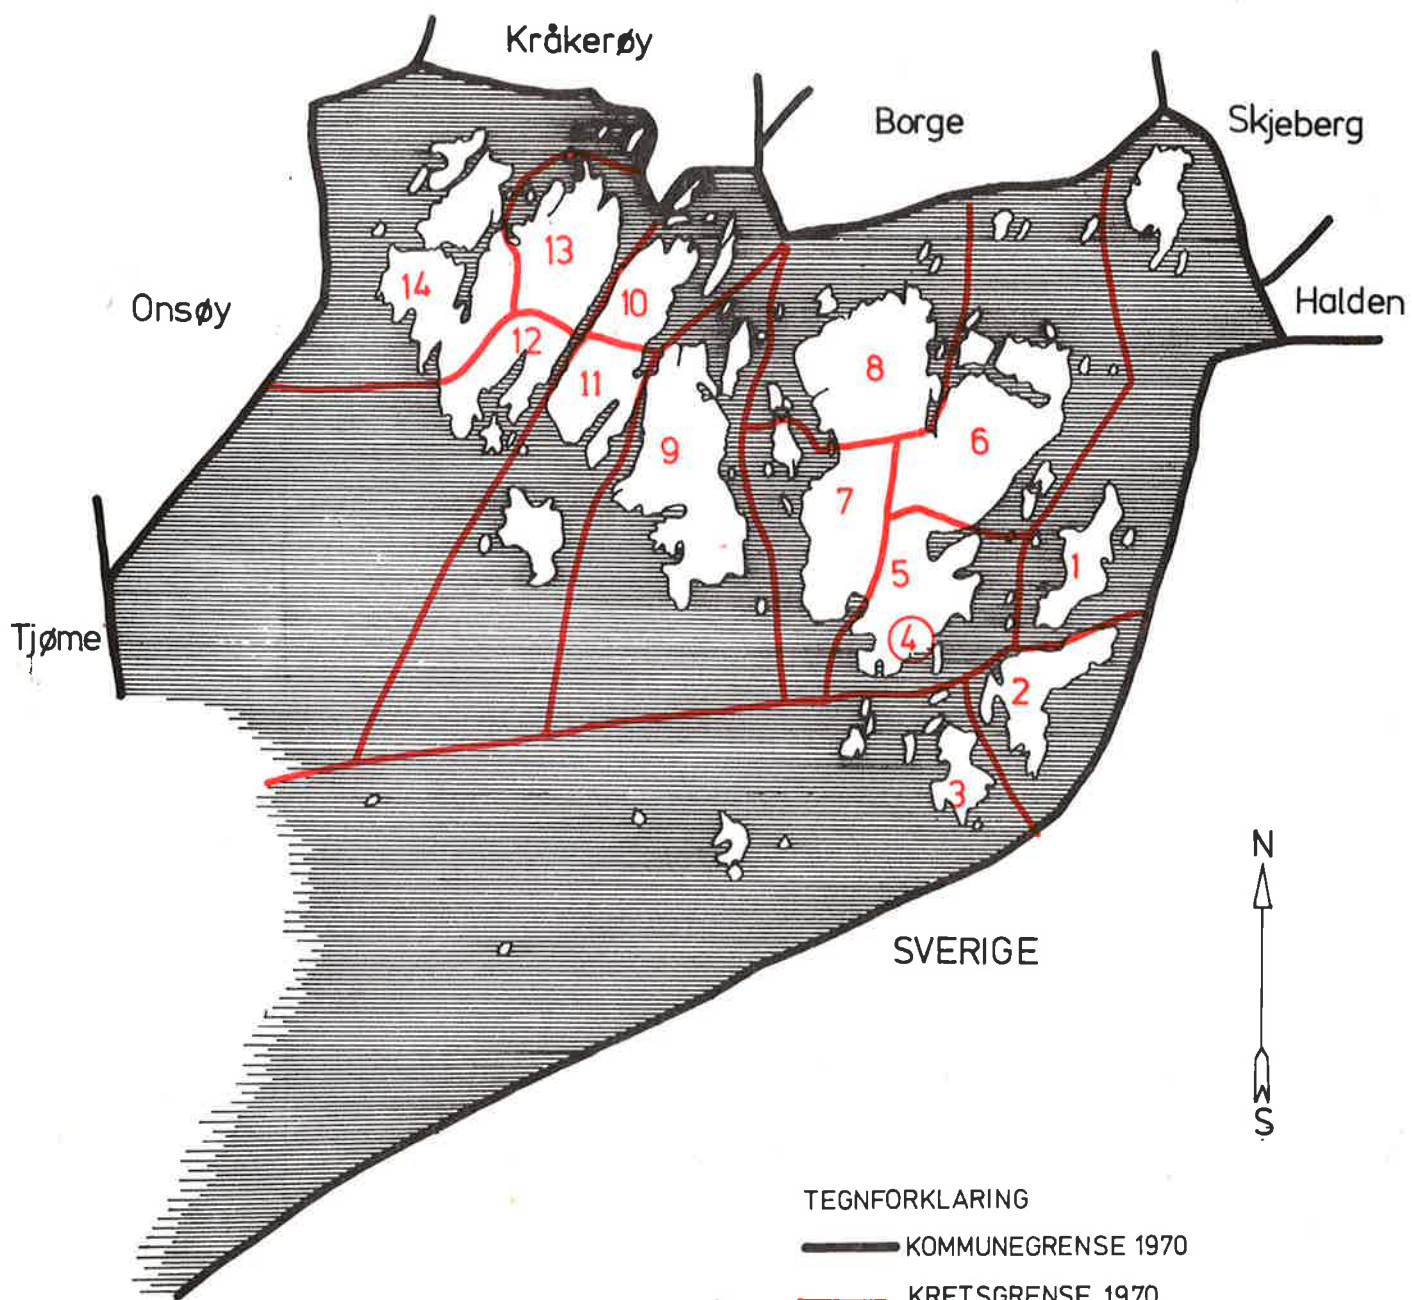 Kråkerøy
Borge
Skjeberg
Onsøy
Halden
Tjøme
13
14
10
12
11
8
9
6
7
5
1
4
2
3
N
S
SVERIGE
TEGNFORKLARING
KOMMUNEGRENSE 1970
KRETSGRENSE 1970